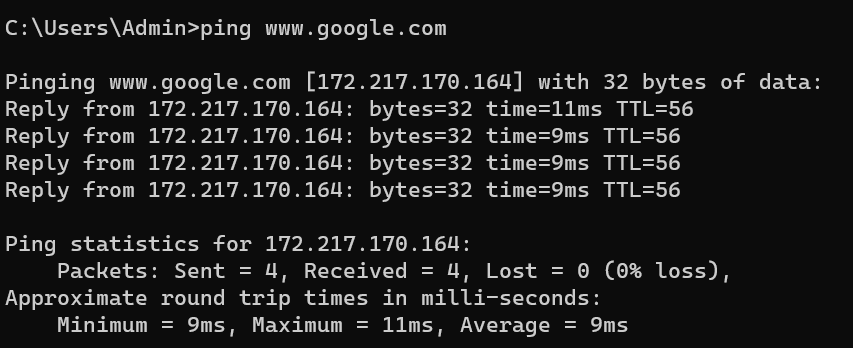 C:\Users\Admin>ping www.google.com
Pinging www.google.com [172.217.170.164] with 32 bytes of data:
Reply from 172.217.170.164: bytes=32 time=11ms TTL=56
Reply from 172.217.170.164: bytes=32 time=9ms TTL=56
Reply from 172.217.170.164: bytes=32 time=9ms TTL=56
Reply from 172.217.170.164: bytes=32 time=9ms TTL=56
Ping statistics for 172.217.170.164:
Packets: Sent = 4, Received = 4, Lost = 0 (0% loss),
Approximate round trip times in milli-seconds:
Minimum = 9ms, Maximum = 11ms, Average = 9ms